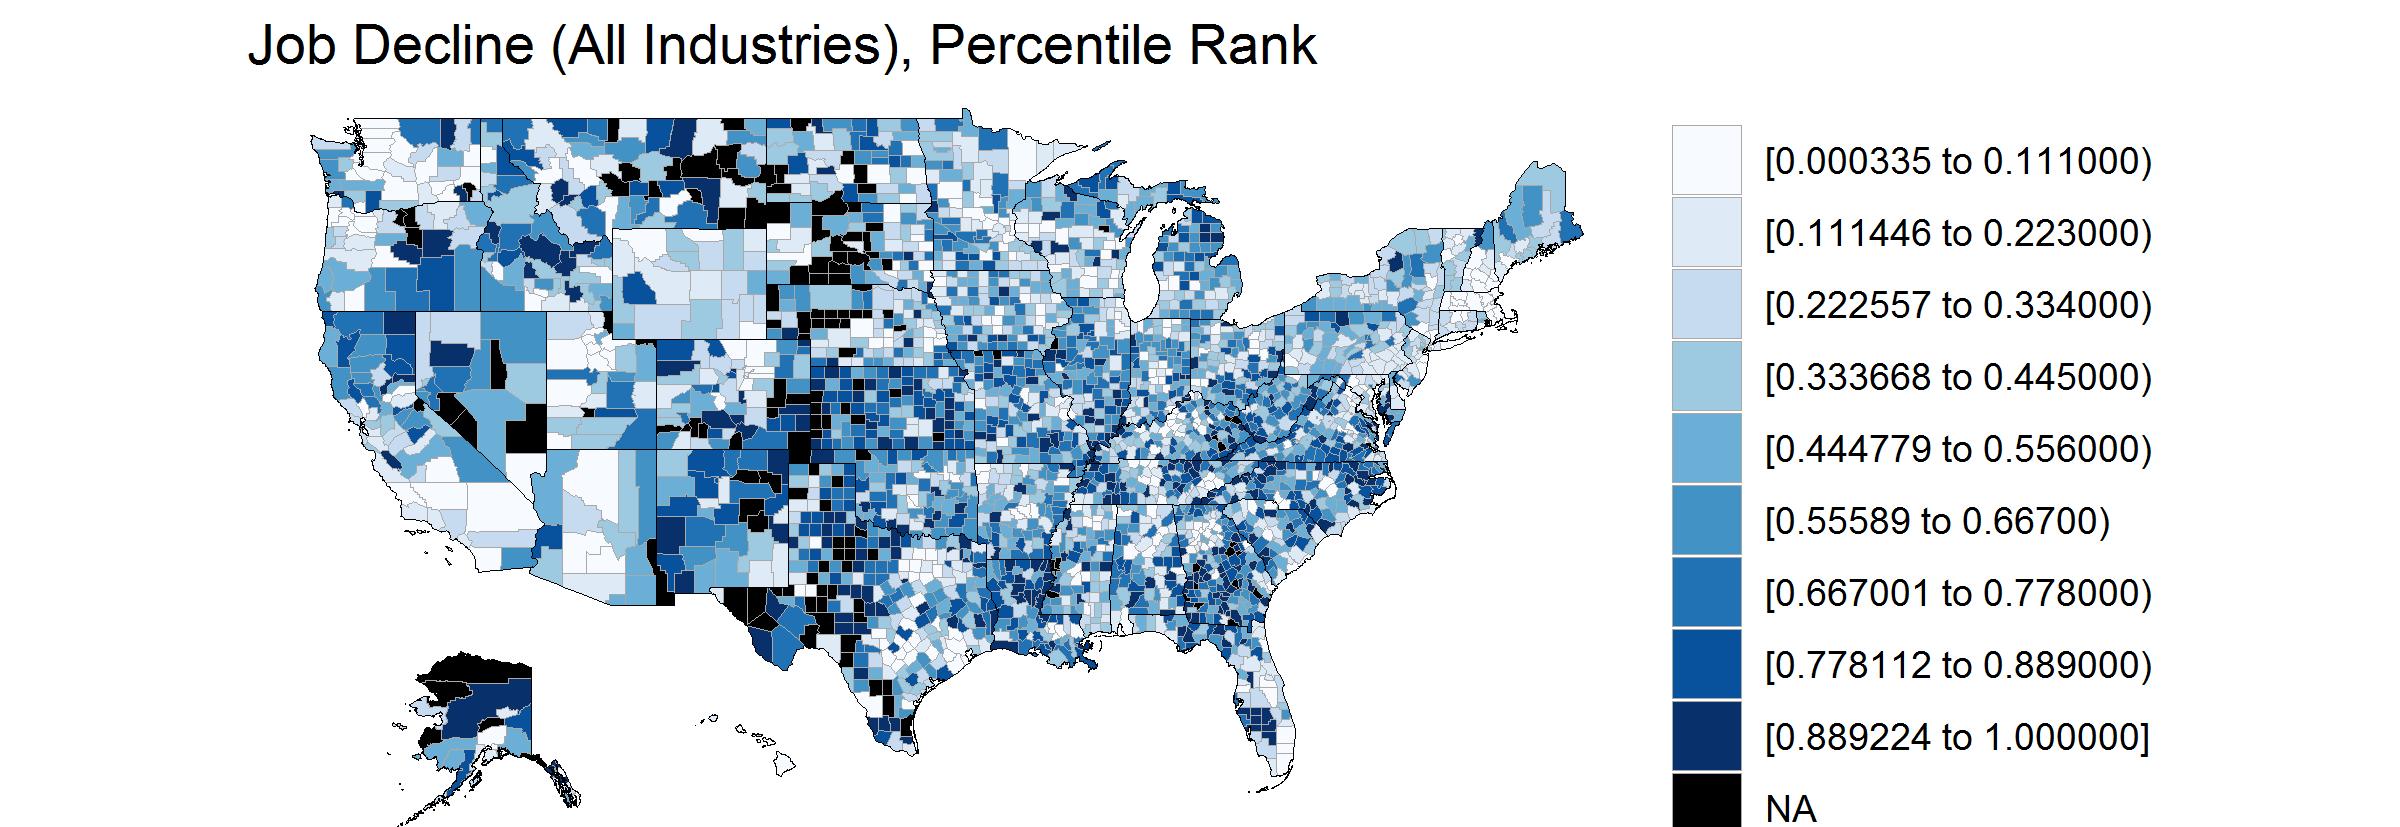 Job Decline (All Industries), Percentile Rank
[0.000335 to 0.111000)
[0.111446 to 0.223000)
[0.222557 to 0.334000)
[0.333668 to 0.445000)
[0.444779 to 0.556000)
[0.55589 to 0.66700)
[0.667001 to 0.778000)
[0.778112 to 0.889000)
[0.889224 to 1.000000]
NA